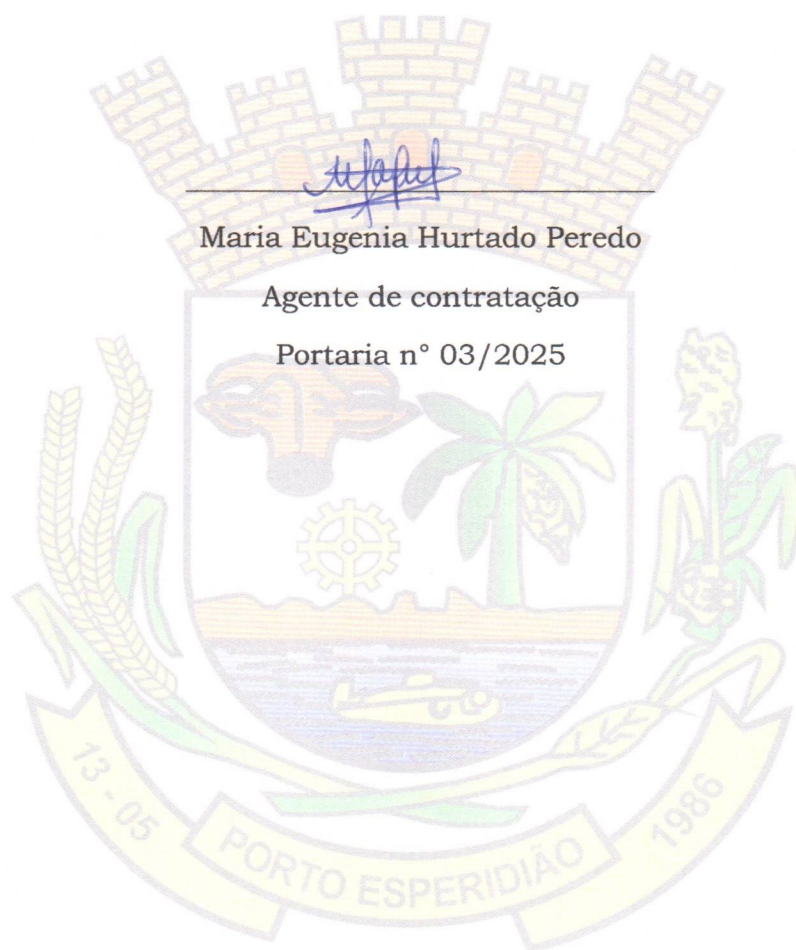 Maria Eugenia Hurtado Peredo
Agente de contratação
Portaria n° 03/2025
13 - 05
PORTO ESPERIDIÃO
1986